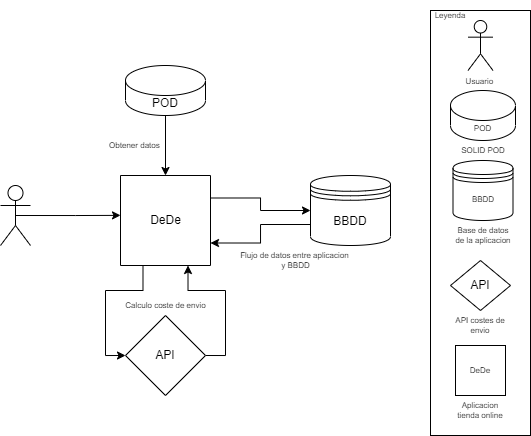 Leyenda
Usuario
POD
POD
Obtener datos
SOLID POD
DeDe
BBDD
BBDD
Base de datos
de la aplicacion
Flujo de datos entre aplicacion
y BBDD
API
Calculo coste de envio
API costes de
envio
API
DeDe
Aplicacion
tienda online